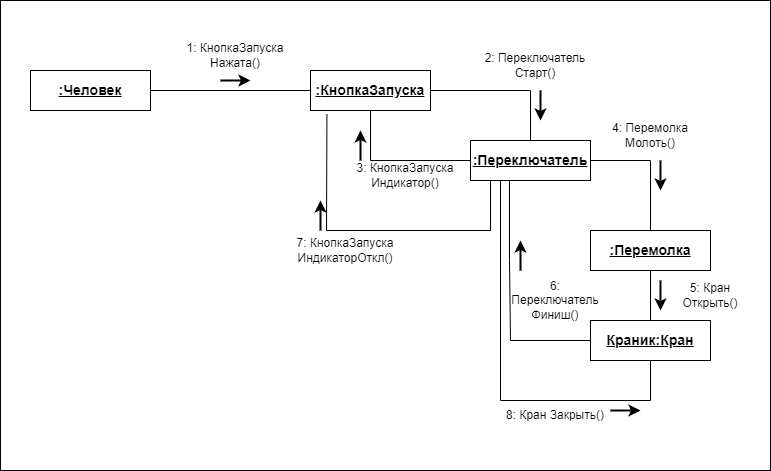 1: КнопкаЗапуска
Нажата()
2: Переключатель
Старт()
:Человек
:КнопкаЗапуска
4: Перемолка
Молоть()
:Переключатель
3: КнопкаЗапуска
Индикатор()
7: КнопкаЗапуска
ИндикаторОткл()
:Перемолка
6:
Переключатель
Финиш()
5: Кран
Открыть()
Краник:Кран
8: Кран Закрыть()